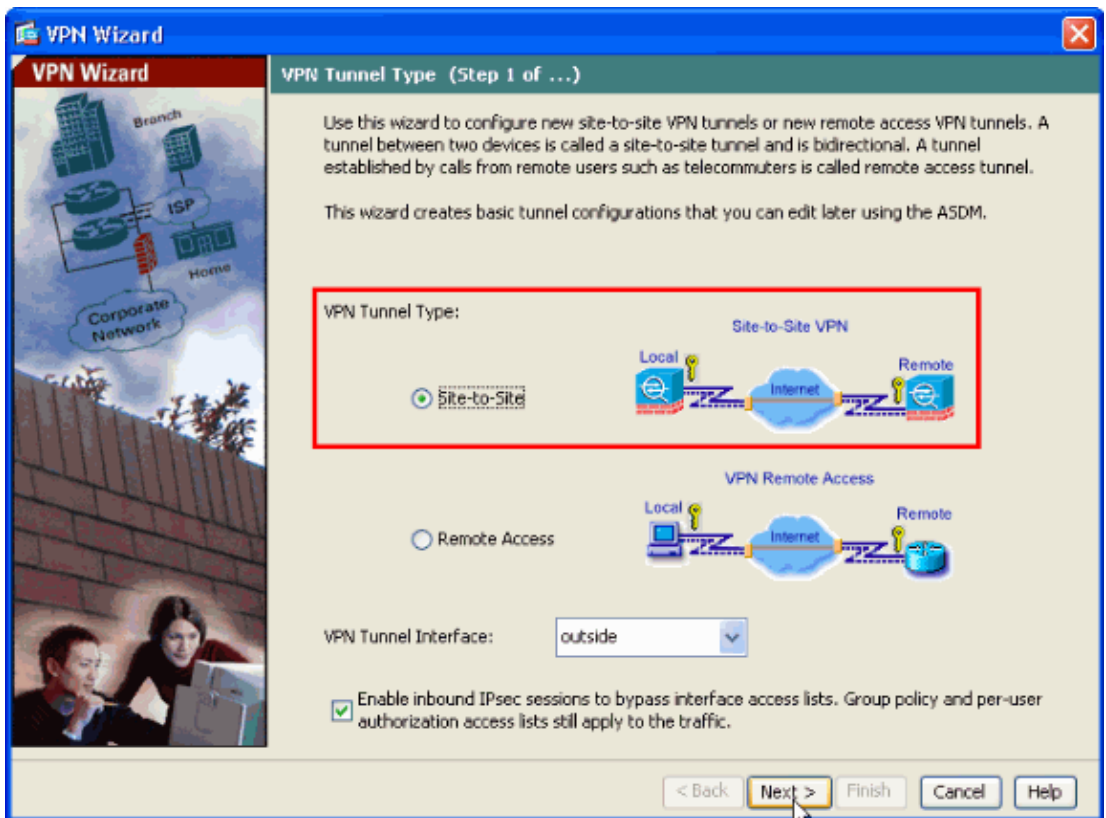 VPN Wizard
VPN Wizard
Branch
ISP
Home
Corporate
Network
VPN Tunnel Type (Step 1 of ...)
Use this wizard to configure new site-to-site VPN tunnels or new remote access VPN tunnels. A
tunnel between two devices is called a site-to-site tunnel and is bidirectional. A tunnel
established by calls from remote users such as telecommuters is called remote access tunnel.
This wizard creates basic tunnel configurations that you can edit later using the ASDM.
VPN Tunnel Type:
Site-to-Site VPN
Local
Remote
Internet
Site-to-Site
VPN Remote Access
Local
Remote
Internet
Remote Access
VPN Tunnel Interface:
outside
Enable inbound IPsec sessions to bypass interface access lists. Group policy and per-user
authorization access lists still apply to the traffic.
< Back
Next >
Finish
Cancel
Help